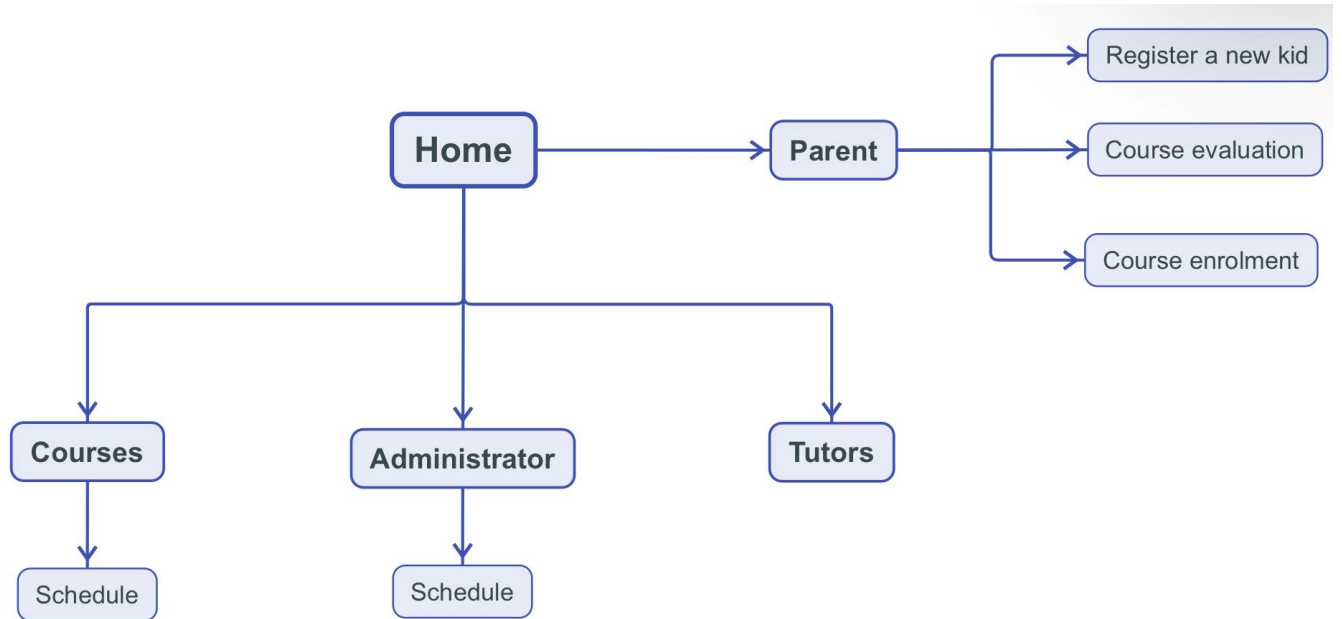 Register a new kid
Home
Parent
Course evaluation
Course enrolment
Courses
Administrator
Tutors
Schedule
Schedule